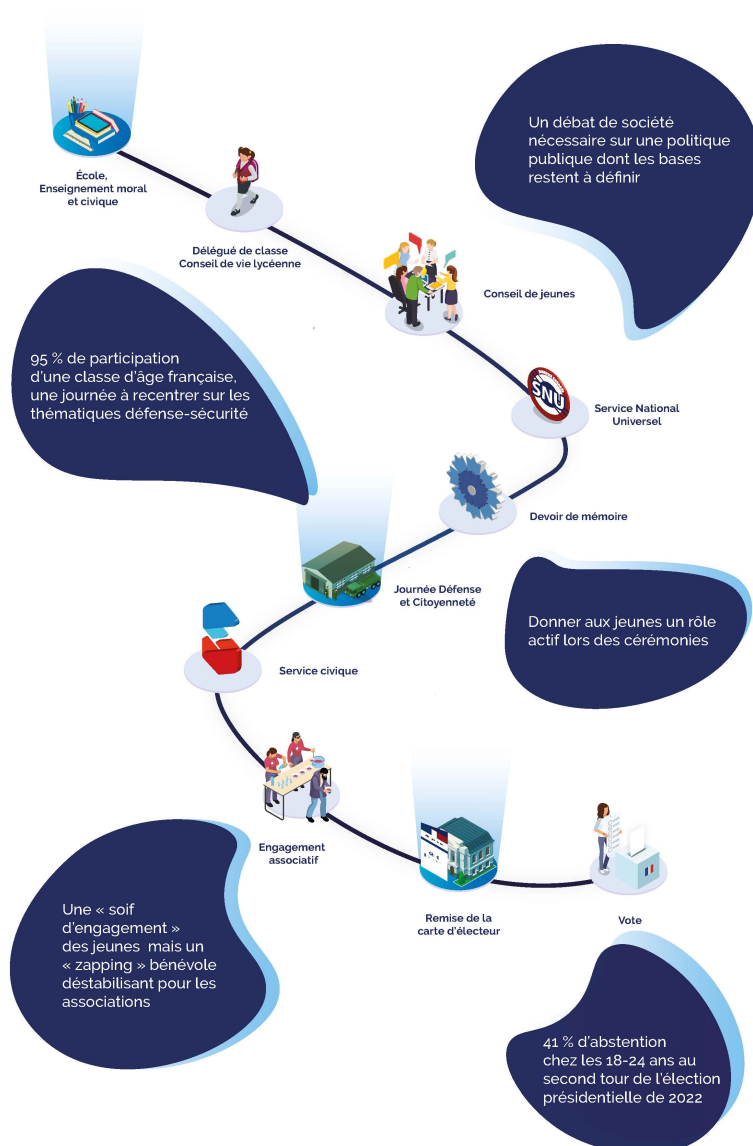 Un débat de société
nécessaire sur une politique
publique dont les bases
restent à définir
École,
Enseignement moral
et civique
Délégué de classe
Conseil de vie lycéenne
Conseil de jeunes
95 % de participation
d'une classe d'âge française,
une journée à recentrer sur les
thématiques défense-sécurité
SNU
Service National
Universel
Devoir de mémoire
Journée Défense
et Citoyenneté
Donner aux jeunes un rôle
actif lors des cérémonies
Service civique
Engagement
associatif
Une « soif
d'engagement »
des jeunes mais un
« zapping » bénévole
déstabilisant pour les
associations
Remise de la
carte d'électeur
Vote
41 % d'abstention
chez les 18-24 ans au
second tour de l'élection
présidentielle de 2022